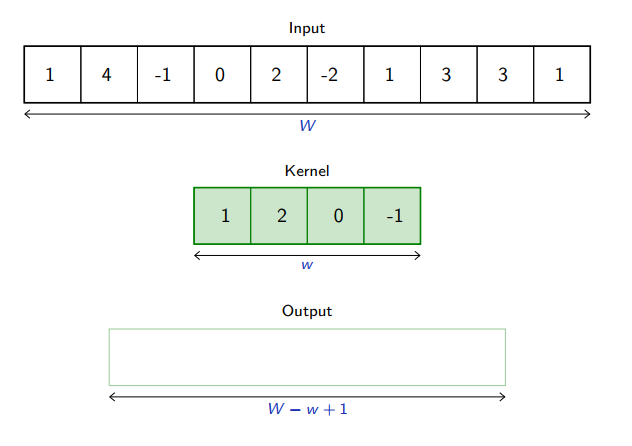 Input
1 4 -1 0 2 -2 1 3 3 1
W
Kernel
1 2 0 -1
w
Output
W − w + 1